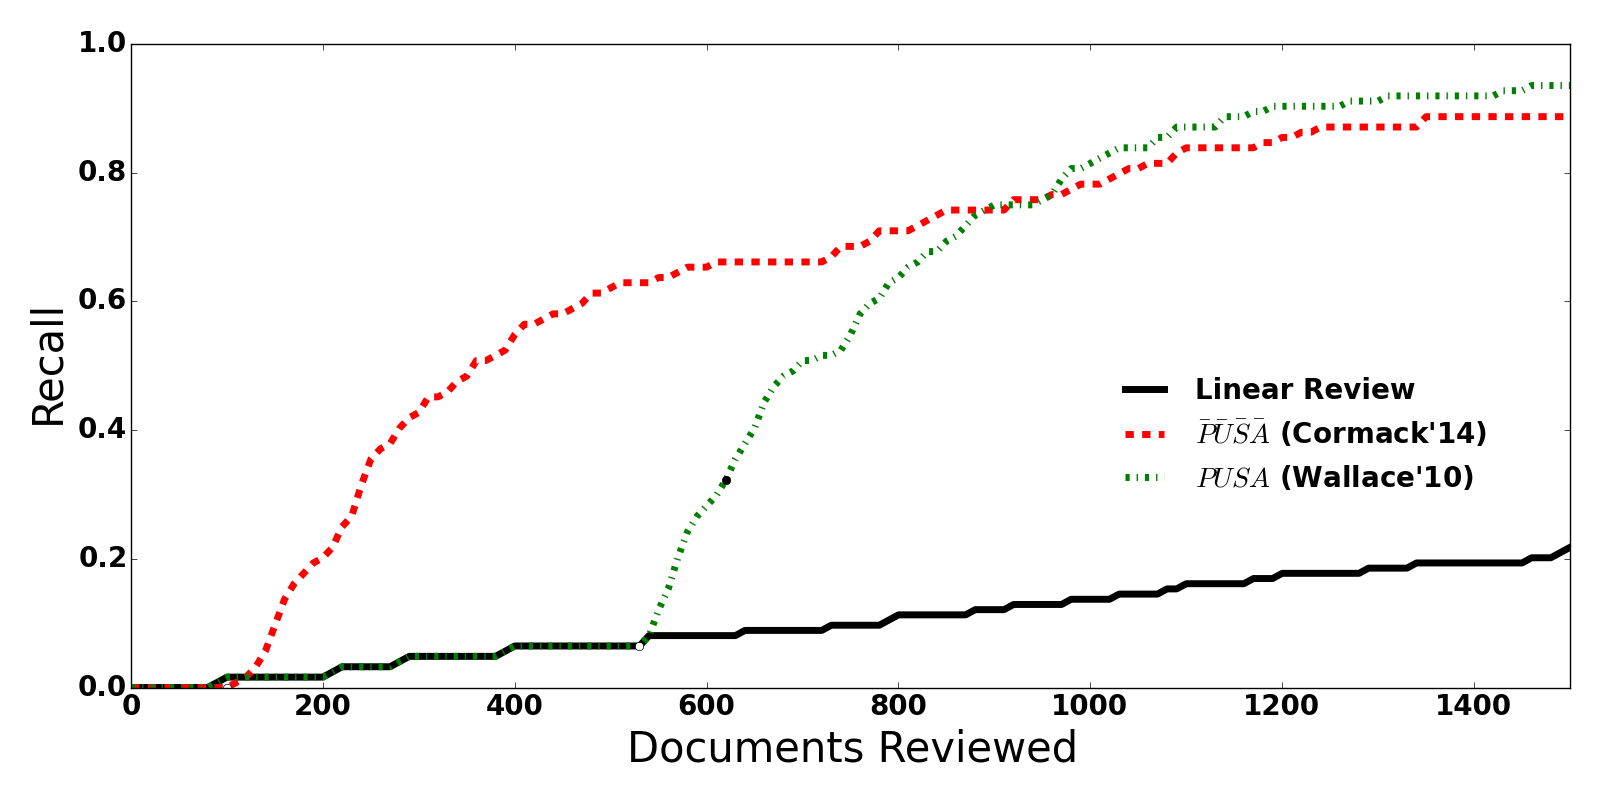 1.0
0.8
0.6
0.4
0.2
0.0
Recall
0 200 400 600 800 1000 1200 1400
Documents Reviewed
Linear Review
P̄ŪS̄Ā (Cormack'14)
PUSA (Wallace'10)